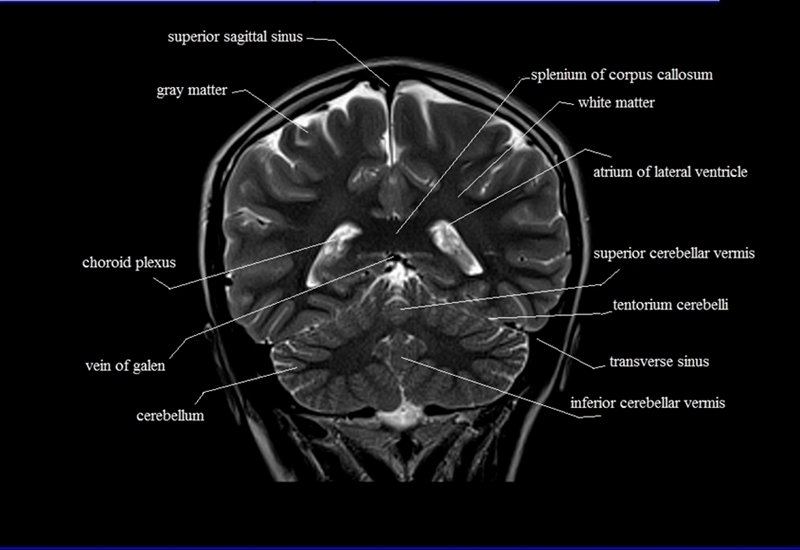 superior sagittal sinus
splenium of corpus callosum
gray matter
white matter
atrium of lateral ventricle
choroid plexus
superior cerebellar vermis
tentorium cerebelli
vein of galen
transverse sinus
cerebellum
inferior cerebellar vermis